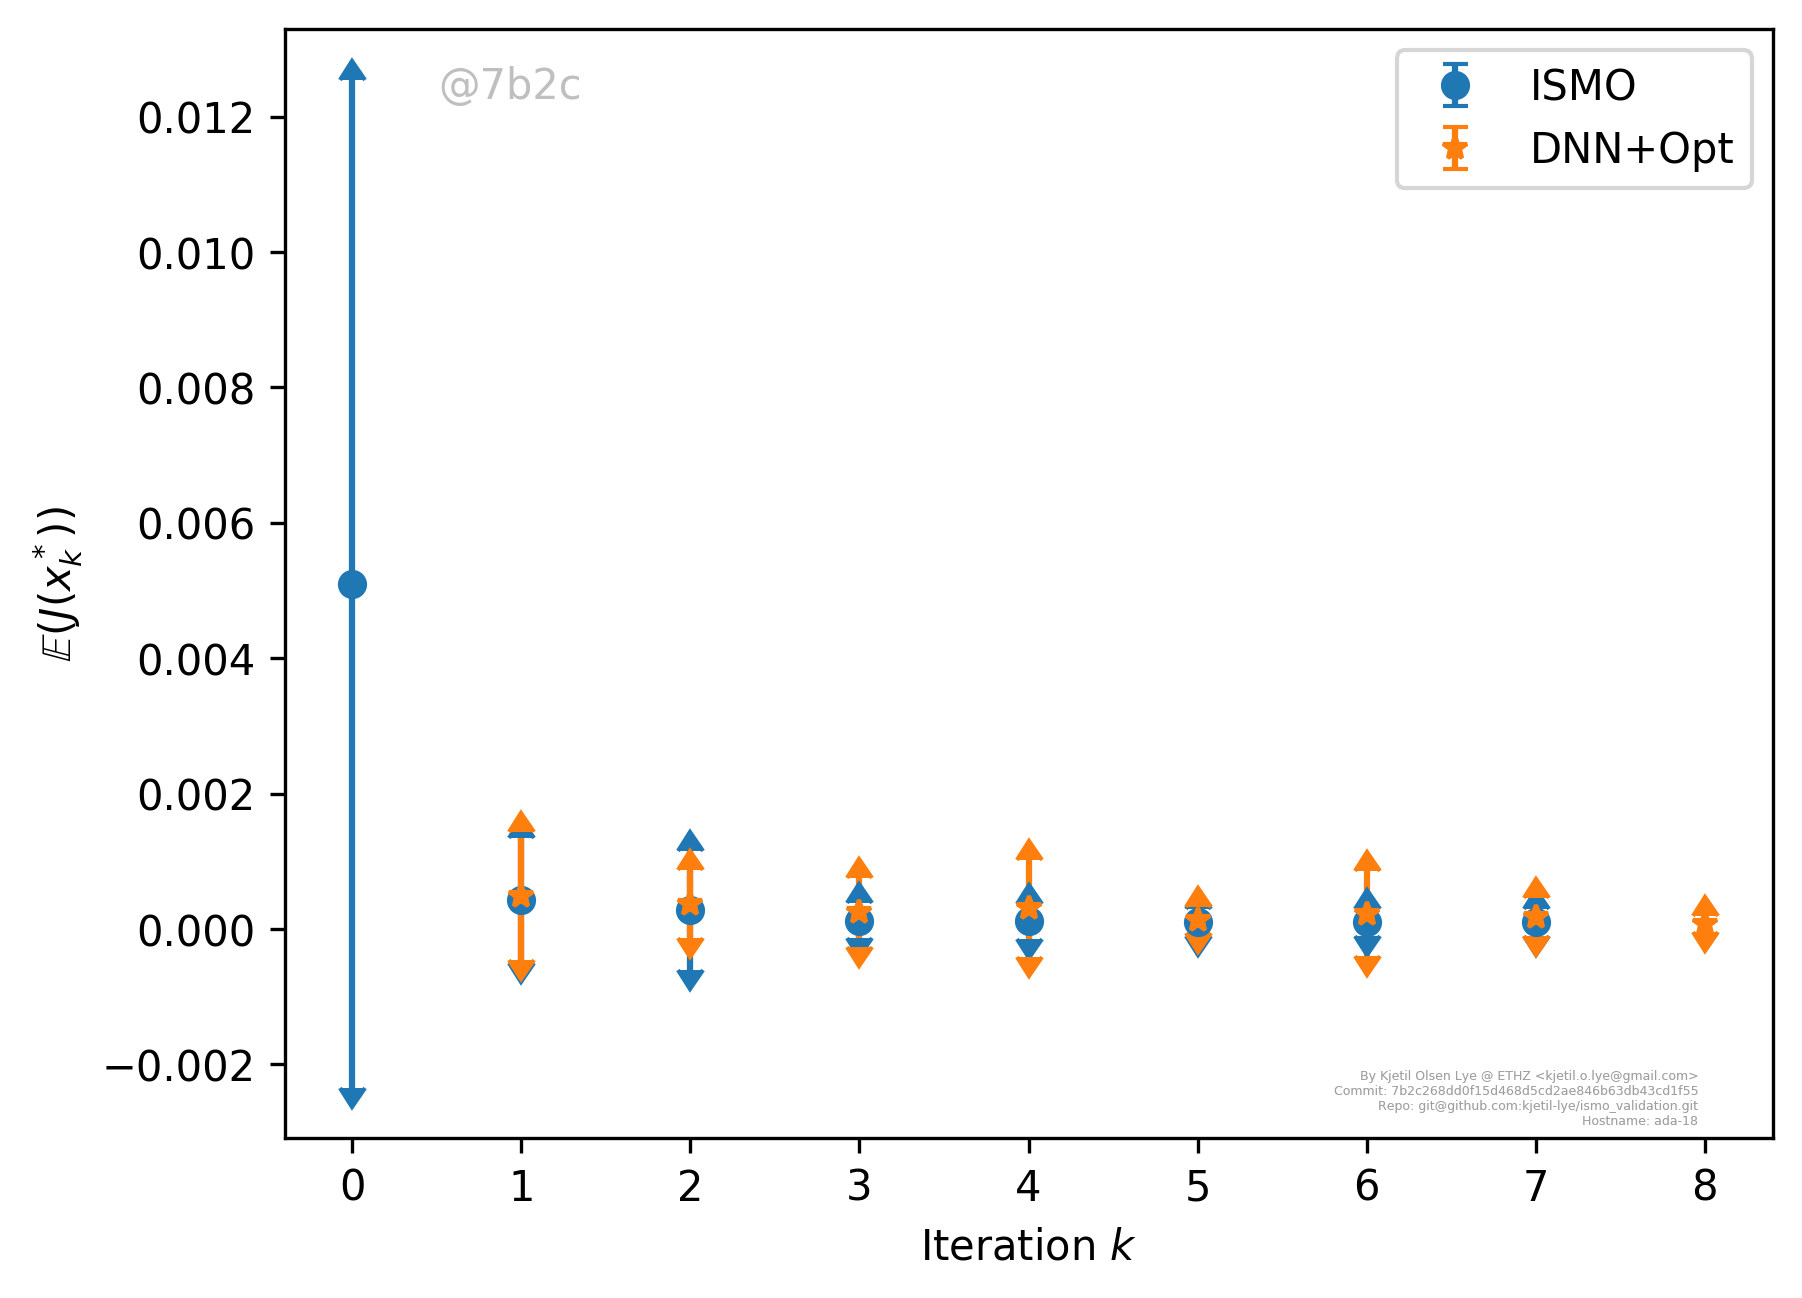 @7b2c
ISMO
DNN+Opt
0.012
0.010
0.008
0.006
0.004
0.002
0.000
−0.002
𝔼(J(x*k))
0 1 2 3 4 5 6 7 8
Iteration k
By Kjetil Olsen Lye @ ETHZ <kjetil.o.lye@gmail.com>
Commit: 7b2c268dd0f15d468d5cd2ae846b63db43cd1f55
Repo: git@github.com:kjetil-lye/ismo_validation.git
Hostname: ada-18